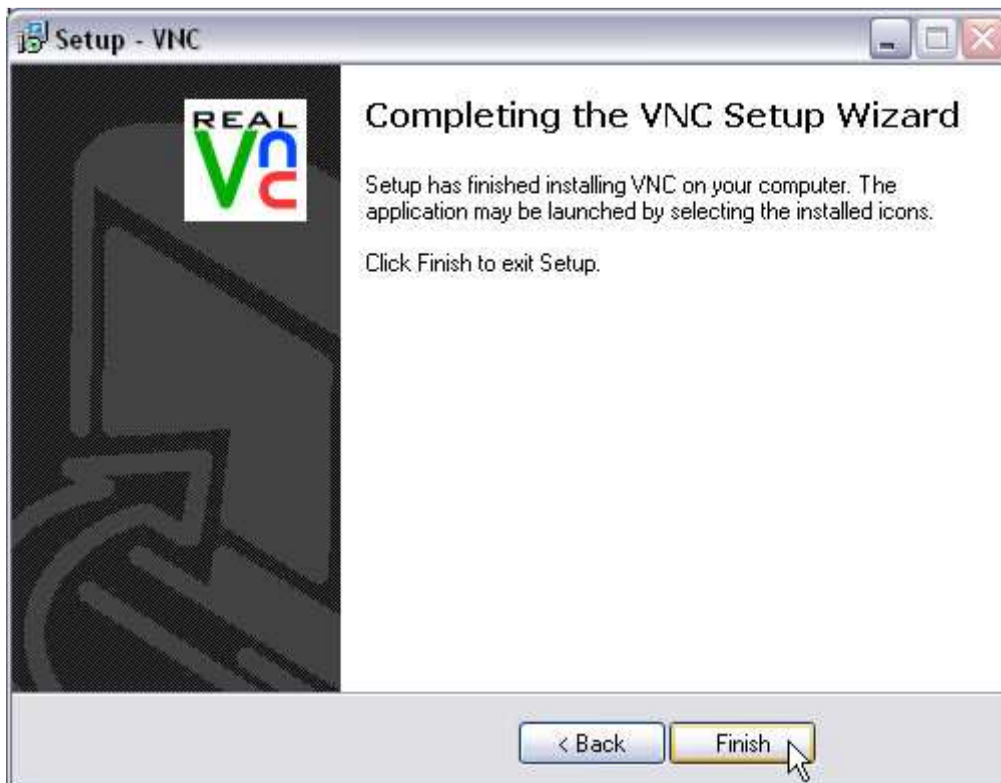 Setup - VNC
REAL
VNC
Completing the VNC Setup Wizard
Setup has finished installing VNC on your computer. The
application may be launched by selecting the installed icons.
Click Finish to exit Setup.
< Back
Finish